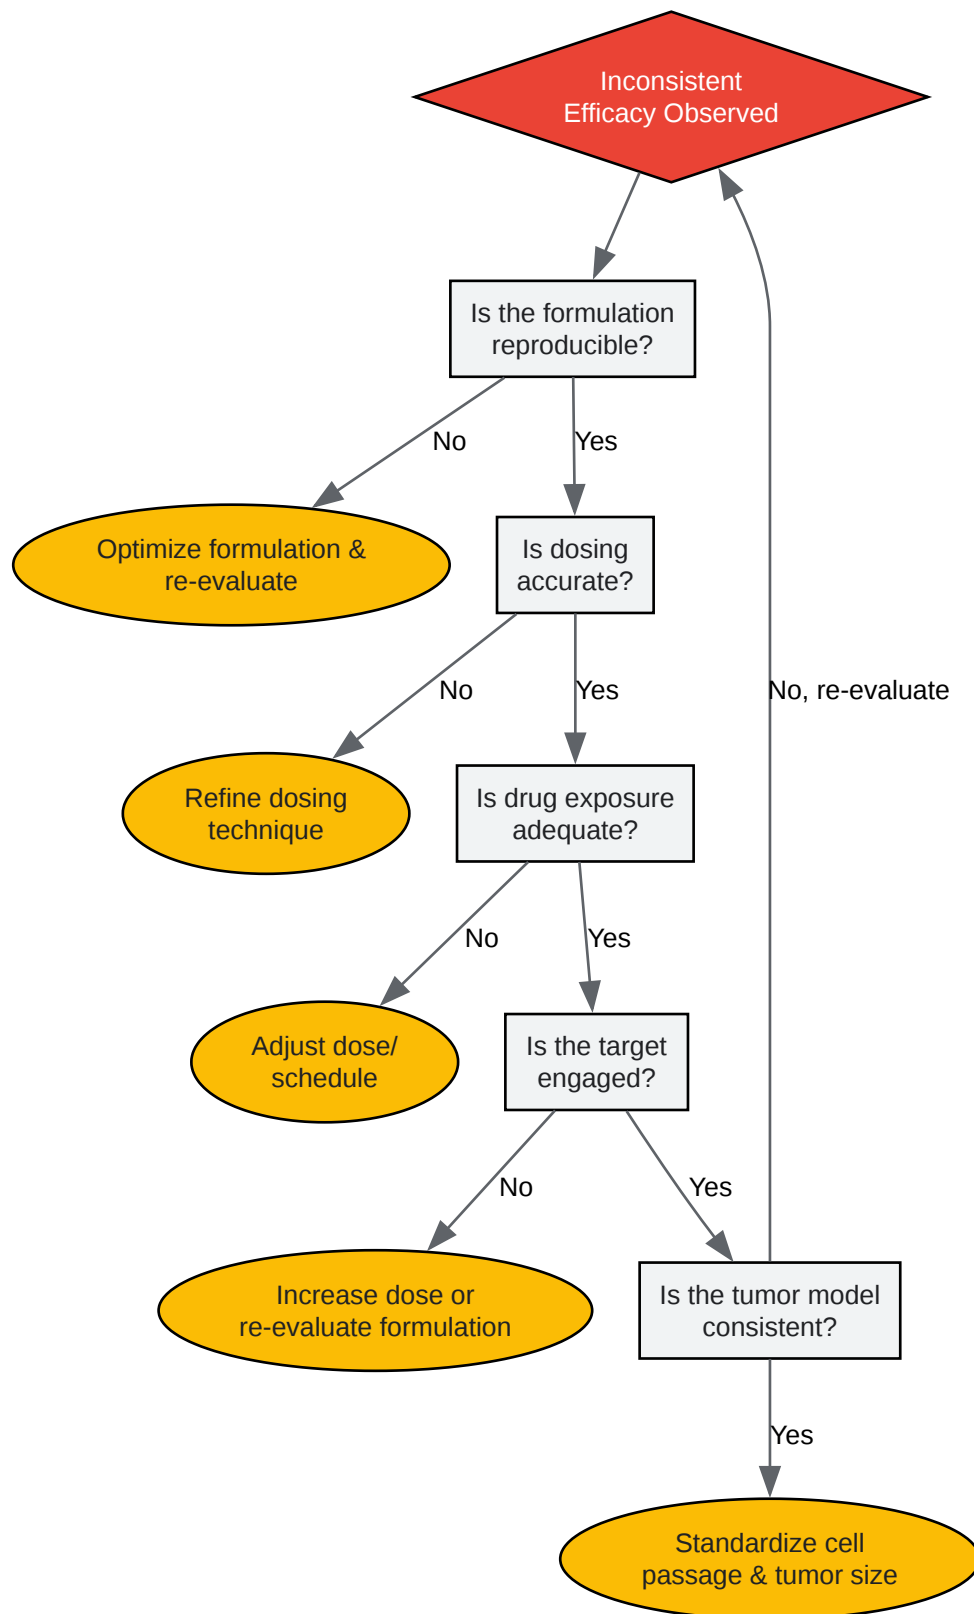 Inconsistent
Efficacy Observed
Is the formulation
reproducible?
No
Yes
Optimize formulation &
re-evaluate
Is dosing
accurate?
No
Yes
No, re-evaluate
Refine dosing
technique
Is drug exposure
adequate?
No
Yes
Adjust dose/
schedule
Is the target
engaged?
No
Yes
Increase dose or
re-evaluate formulation
Is the tumor model
consistent?
Yes
Standardize cell
passage & tumor size